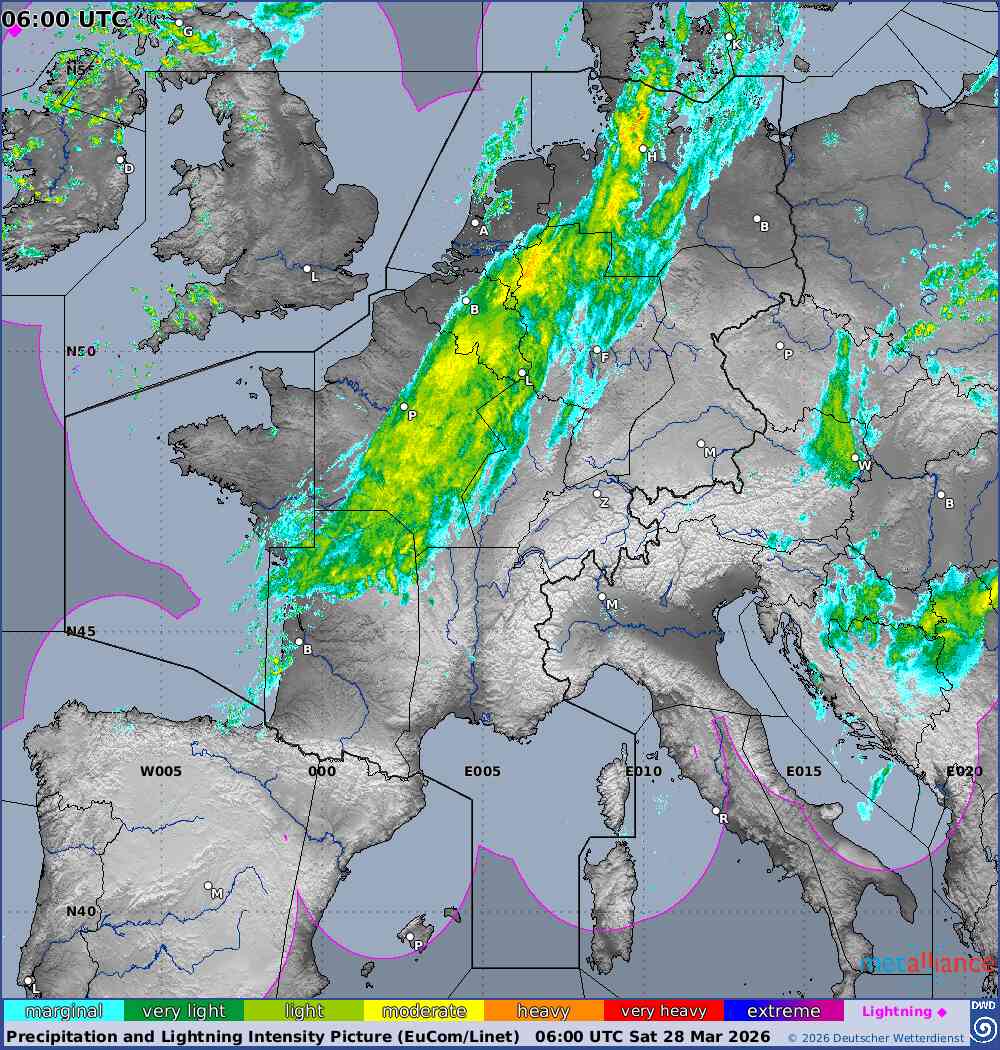 06:00 UTC
G
K
N55
D
H
A
B
L
B
N50
F
P
L
P
M
W
Z
B
M
N45
B
W005
000
E005
E010
E015
E020
R
M
N40
P
L
metalliance
marginal
very light
light
moderate
heavy
very heavy
extreme
Lightning ◆
DWD
Precipitation and Lightning Intensity Picture (EuCom/Linet) 06:00 UTC Sat 28 Mar 2026 © 2026 Deutscher Wetterdienst